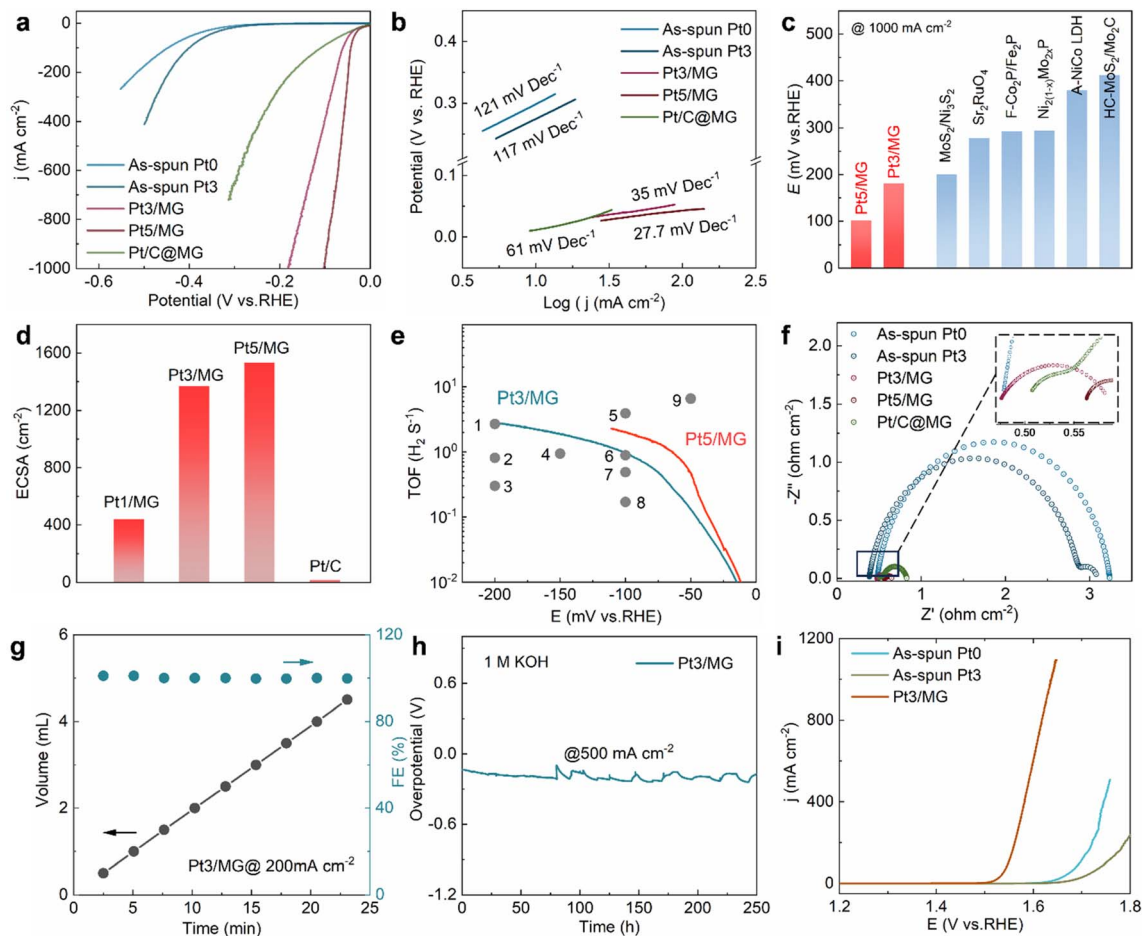 a
j (mA cm⁻²)
0
-200
-400
-600
-800
-1000
As-spun Pt0
As-spun Pt3
Pt3/MG
Pt5/MG
Pt/C@MG
-0.6
-0.3
0.0
Potential (V vs.RHE)
b
Potential (V vs. RHE)
0.4
0.3
0.1
0.0
As-spun Pt0
As-spun Pt3
Pt3/MG
Pt5/MG
Pt/C@MG
121 mV Dec⁻¹
117 mV Dec⁻¹
35 mV Dec⁻¹
61 mV Dec⁻¹
27.7 mV Dec⁻¹
0.5
1.0
1.5
2.0
2.5
Log ( j (mA cm⁻²)
c
E (mV vs.RHE)
500
400
300
200
100
0
@ 1000 mA cm⁻²
Pt5/MG
Pt3/MG
MoS₂/Ni₃S₂
Sr₂RuO₄
F-Co₂P/Fe₂P
Ni₂₍₁₋ₓ₎Mo₂ₓP
A-NiCo LDH
HC-MoS₂/Mo₂C
d
ECSA (cm⁻²)
1600
1200
800
400
0
Pt1/MG
Pt3/MG
Pt5/MG
Pt/C
e
TOF (H₂ S⁻¹)
10²
10¹
10⁰
10⁻¹
10⁻²
Pt3/MG
Pt5/MG
1
2
3
4
5
6
7
8
9
-200
-150
-100
-50
0
E (mV vs.RHE)
f
-Z" (ohm cm⁻²)
2.0
1.5
1.0
0.5
0.0
As-spun Pt0
As-spun Pt3
Pt3/MG
Pt5/MG
Pt/C@MG
0.50
0.55
0
1
2
3
Z' (ohm cm⁻²)
g
Volume (mL)
6
4
2
0
120
80
40
0
FE (%)
Pt3/MG@ 200mA cm⁻²
0
5
10
15
20
25
Time (min)
h
Overpotential (V)
0.6
0.0
-0.6
-1.2
1 M KOH
Pt3/MG
@500 mA cm⁻²
0
50
100
150
200
250
Time (h)
i
j (mA cm⁻²)
1200
800
400
0
As-spun Pt0
As-spun Pt3
Pt3/MG
1.2
1.4
1.6
1.8
E (V vs.RHE)